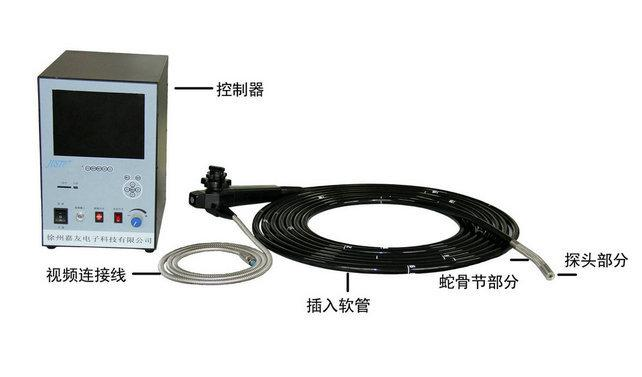 控制器
徐州嘉友电子科技有限公司
视频连接线
插入软管
蛇骨节部分
探头部分